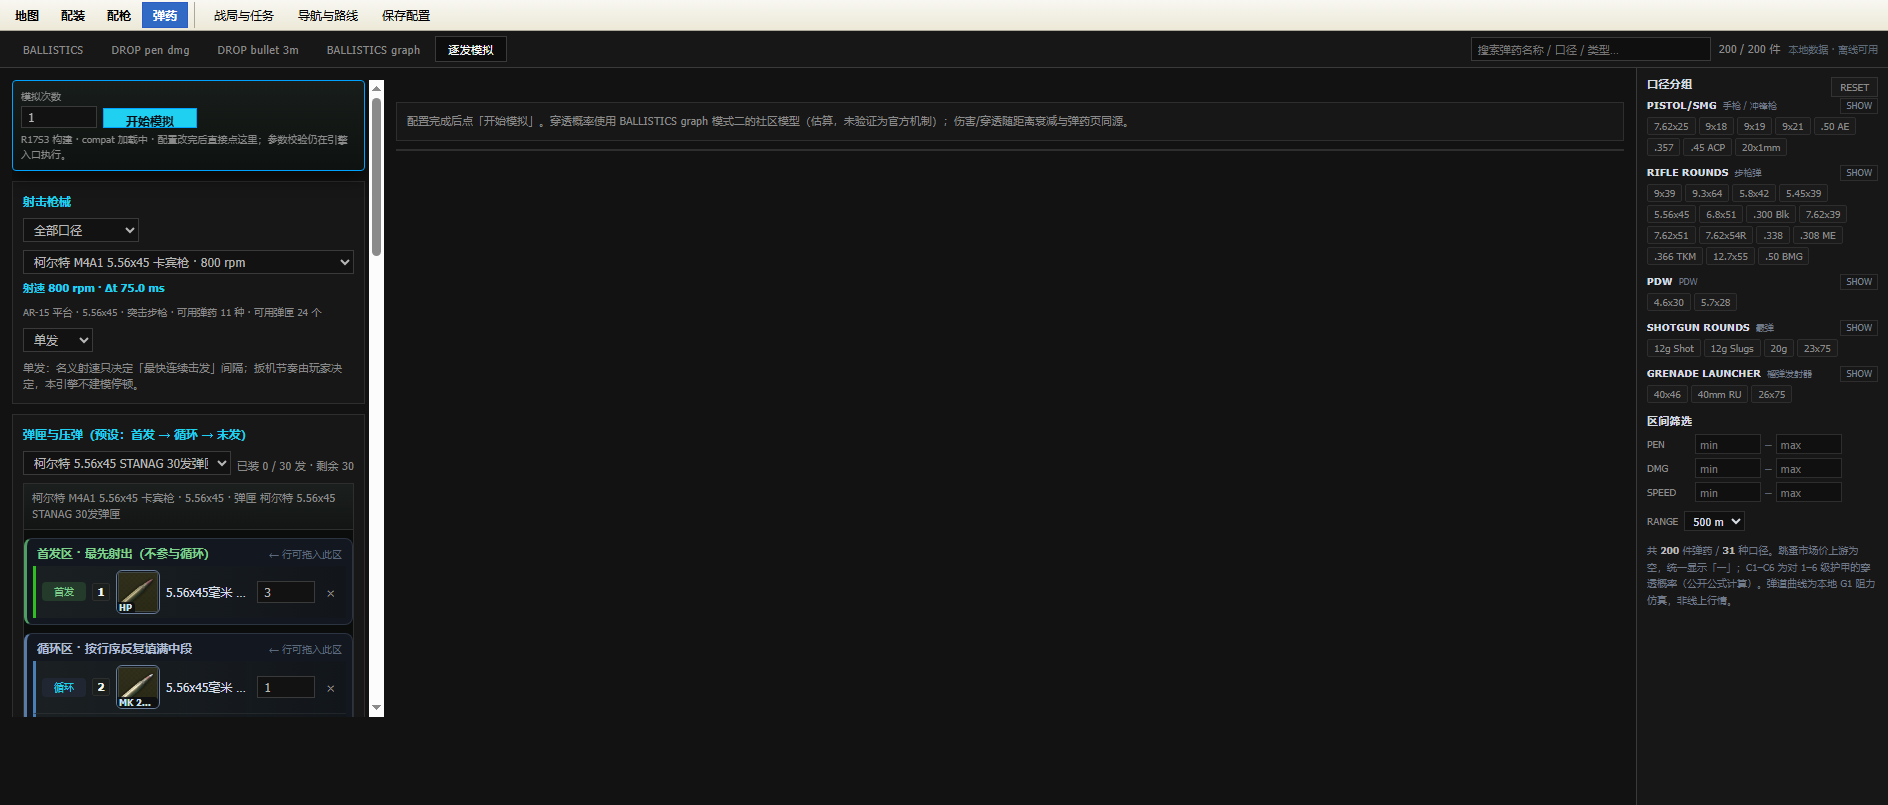 地图 配装 配枪 弹药 战局与任务 导航与路线 保存配置
BALLISTICS DROP pen dmg DROP bullet 3m BALLISTICS graph 逐发模拟
搜索弹药名称 / 口径 / 类型... 200 / 200 件 本地数据 · 离线可用
模拟次数
1 开始模拟
R17S3 构建 · compat 加载中 · 配置改完后直接点这里；参数校验仍在引擎
入口执行。
射击枪械
全部口径
柯尔特 M4A1 5.56x45 卡宾枪 · 800 rpm
射速 800 rpm · Δt 75.0 ms
AR-15 平台 · 5.56x45 · 突击步枪 · 可用弹药 11 种 · 可用弹匣 24 个
单发
单发：名义射速只决定「最快连续击发」间隔；扳机节奏由玩家决
定，本引擎不建模停顿。
弹匣与压弹（预设：首发 → 循环 → 末发）
柯尔特 5.56x45 STANAG 30发弹匣 已装 0 / 30 发 · 剩余 30
柯尔特 M4A1 5.56x45 卡宾枪 · 5.56x45 · 弹匣 柯尔特 5.56x45
STANAG 30发弹匣
首发区 · 最先射出（不参与循环） ← 行可拖入此区
首发 1 HP 5.56x45毫米 ... 3 ×
循环区 · 按行序反复填满中段 ← 行可拖入此区
循环 2 MK 2... 5.56x45毫米 ... 1 ×
配置完成后点「开始模拟」。穿透概率使用 BALLISTICS graph 模式二的社区模型（估算，未验证为官方机制）；伤害/穿透随距离衰减与弹药页同源。
口径分组 RESET
PISTOL/SMG 手枪 / 冲锋枪 SHOW
7.62x25 9x18 9x19 9x21 .50 AE
.357 .45 ACP 20x1mm
RIFLE ROUNDS 步枪弹 SHOW
9x39 9.3x64 5.8x42 5.45x39
5.56x45 6.8x51 .300 Blk 7.62x39
7.62x51 7.62x54R .338 .308 ME
.366 TKM 12.7x55 .50 BMG
PDW PDW SHOW
4.6x30 5.7x28
SHOTGUN ROUNDS 霰弹 SHOW
12g Shot 12g Slugs 20g 23x75
GRENADE LAUNCHER 榴弹发射器 SHOW
40x46 40mm RU 26x75
区间筛选
PEN min — max
DMG min — max
SPEED min — max
RANGE 500 m
共 200 件弹药 / 31 种口径。跳蚤市场价上游为
空，统一显示「—」；C1–C6 为对 1–6 级护甲的穿
透概率（公开公式计算）。弹道曲线为本地 G1 阻力
仿真，非线上行情。